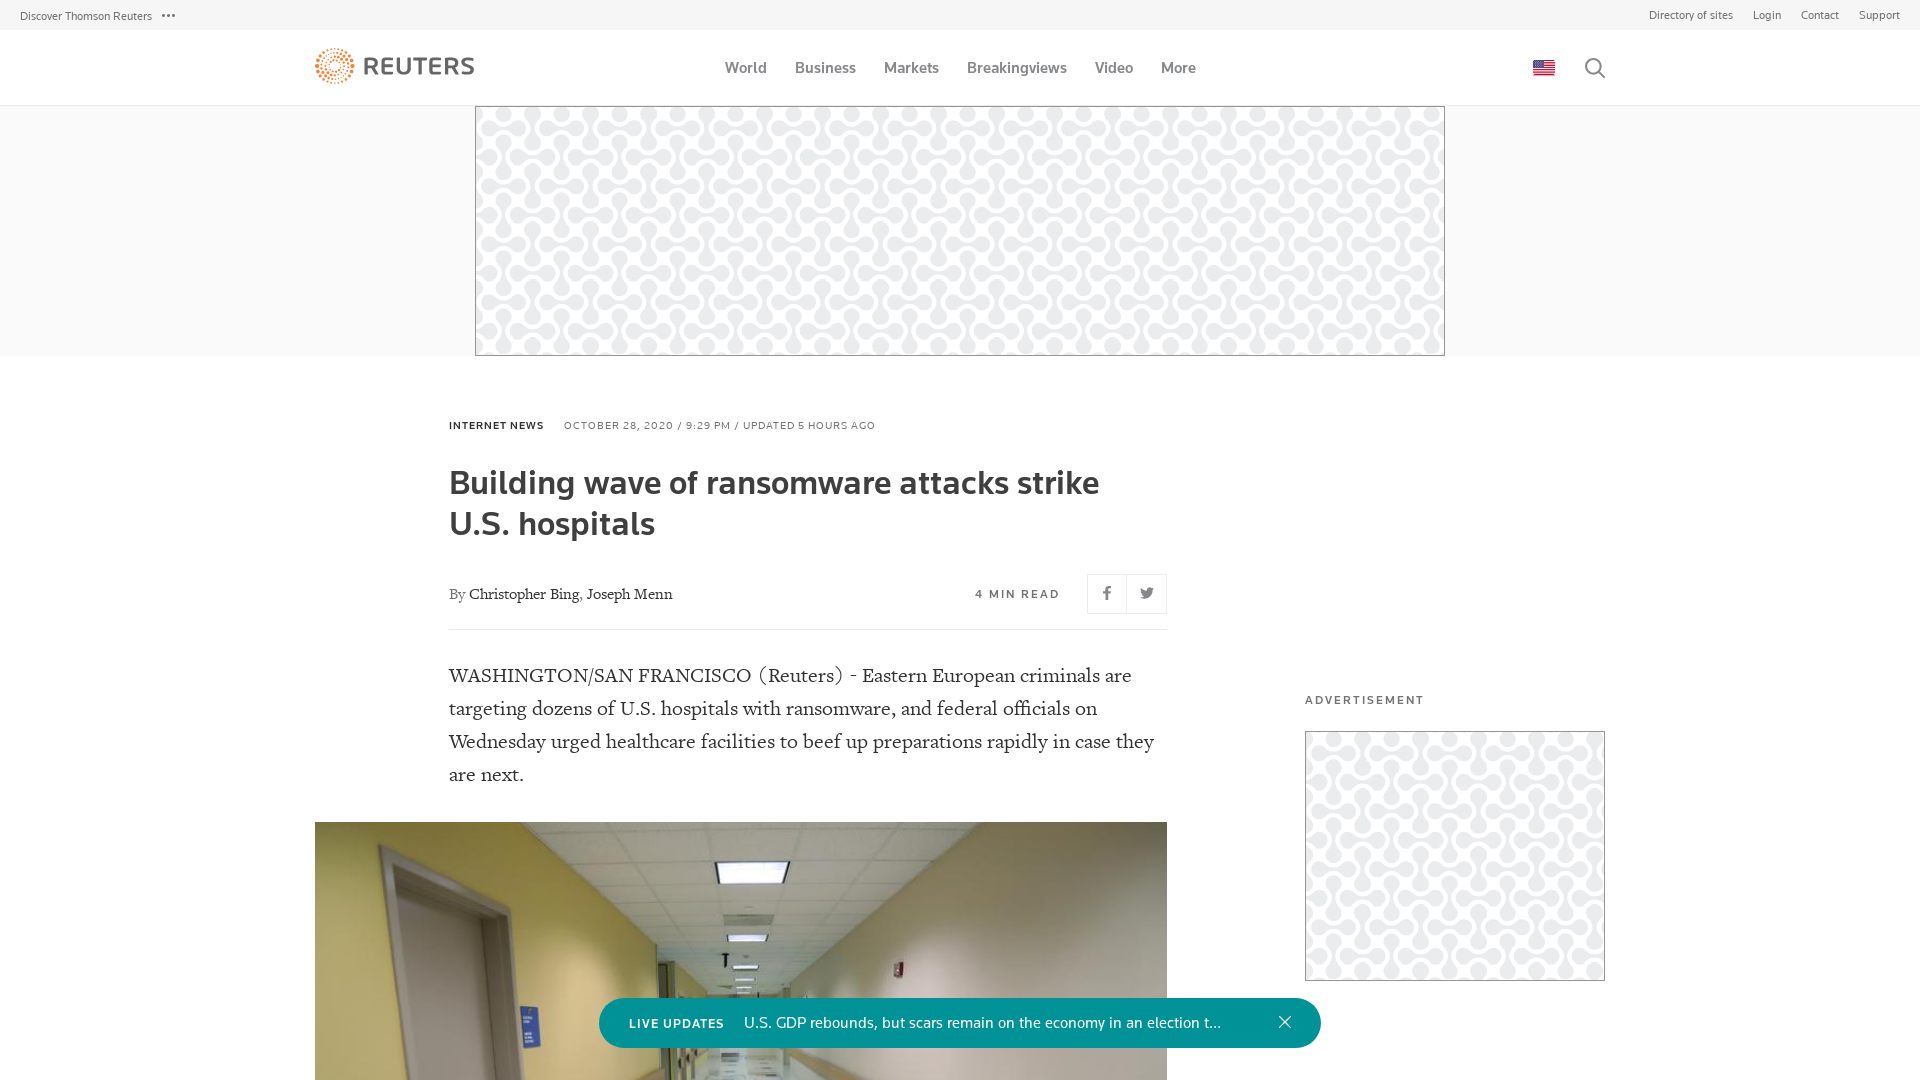 Discover Thomson Reuters
Directory of sites
Login
Contact
Support
REUTERS
World
Business
Markets
Breakingviews
Video
More
INTERNET NEWS
OCTOBER 28, 2020 / 9:29 PM / UPDATED 5 HOURS AGO
Building wave of ransomware attacks strike
U.S. hospitals
By Christopher Bing, Joseph Menn
4 MIN READ
WASHINGTON/SAN FRANCISCO (Reuters) - Eastern European criminals are
targeting dozens of U.S. hospitals with ransomware, and federal officials on
Wednesday urged healthcare facilities to beef up preparations rapidly in case they
are next.
ADVERTISEMENT
LIVE UPDATES
U.S. GDP rebounds, but scars remain on the economy in an election t...